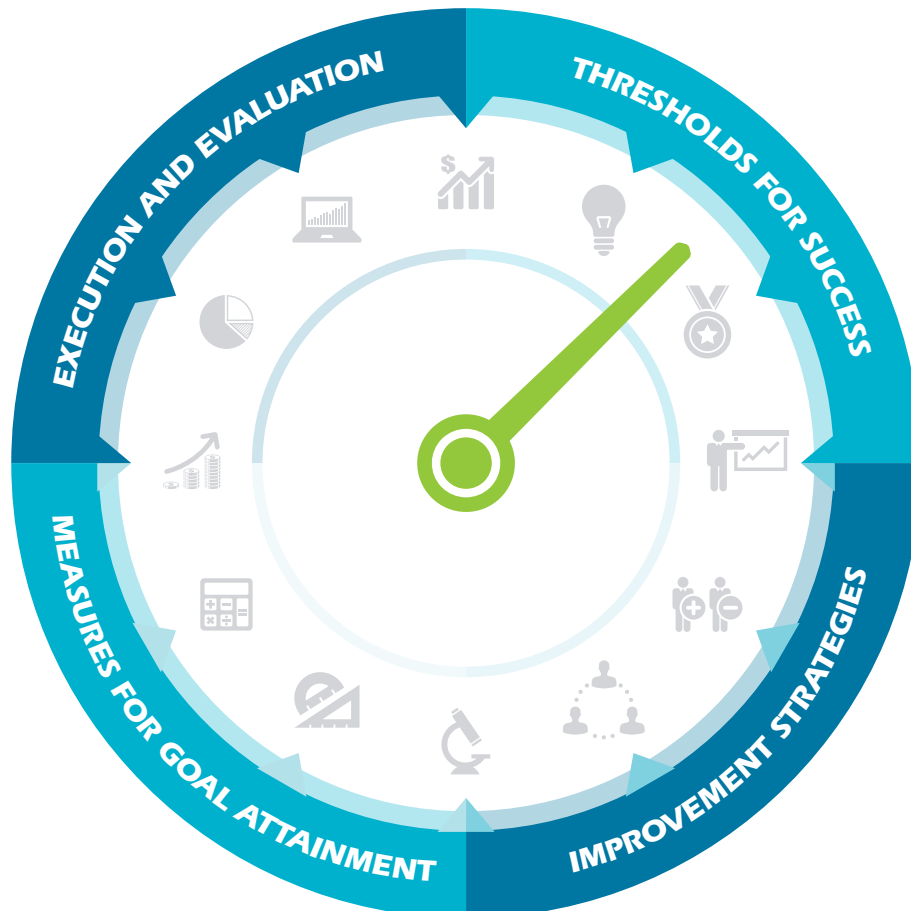 EXECUTION AND EVALUATION
THRESHOLDS FOR SUCCESS
MEASURES FOR GOAL ATTAINMENT
IMPROVEMENT STRATEGIES
$